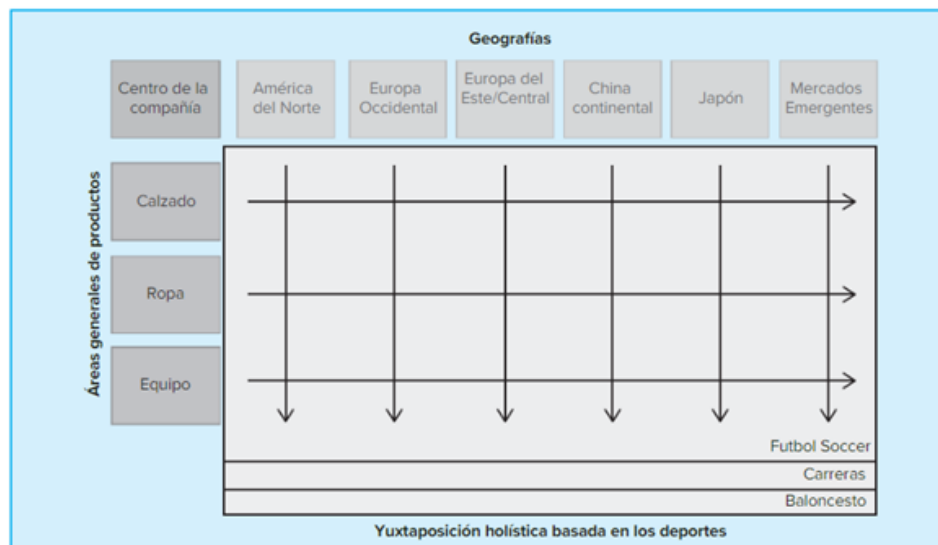 Geografías
Centro de la
compañía
América
del Norte
Europa
Occidental
Europa del
Este/Central
China
continental
Japón
Mercados
Emergentes
Áreas generales de productos
Calzado
Ropa
Equipo
Futbol Soccer
Carreras
Baloncesto
Yuxtaposición holística basada en los deportes